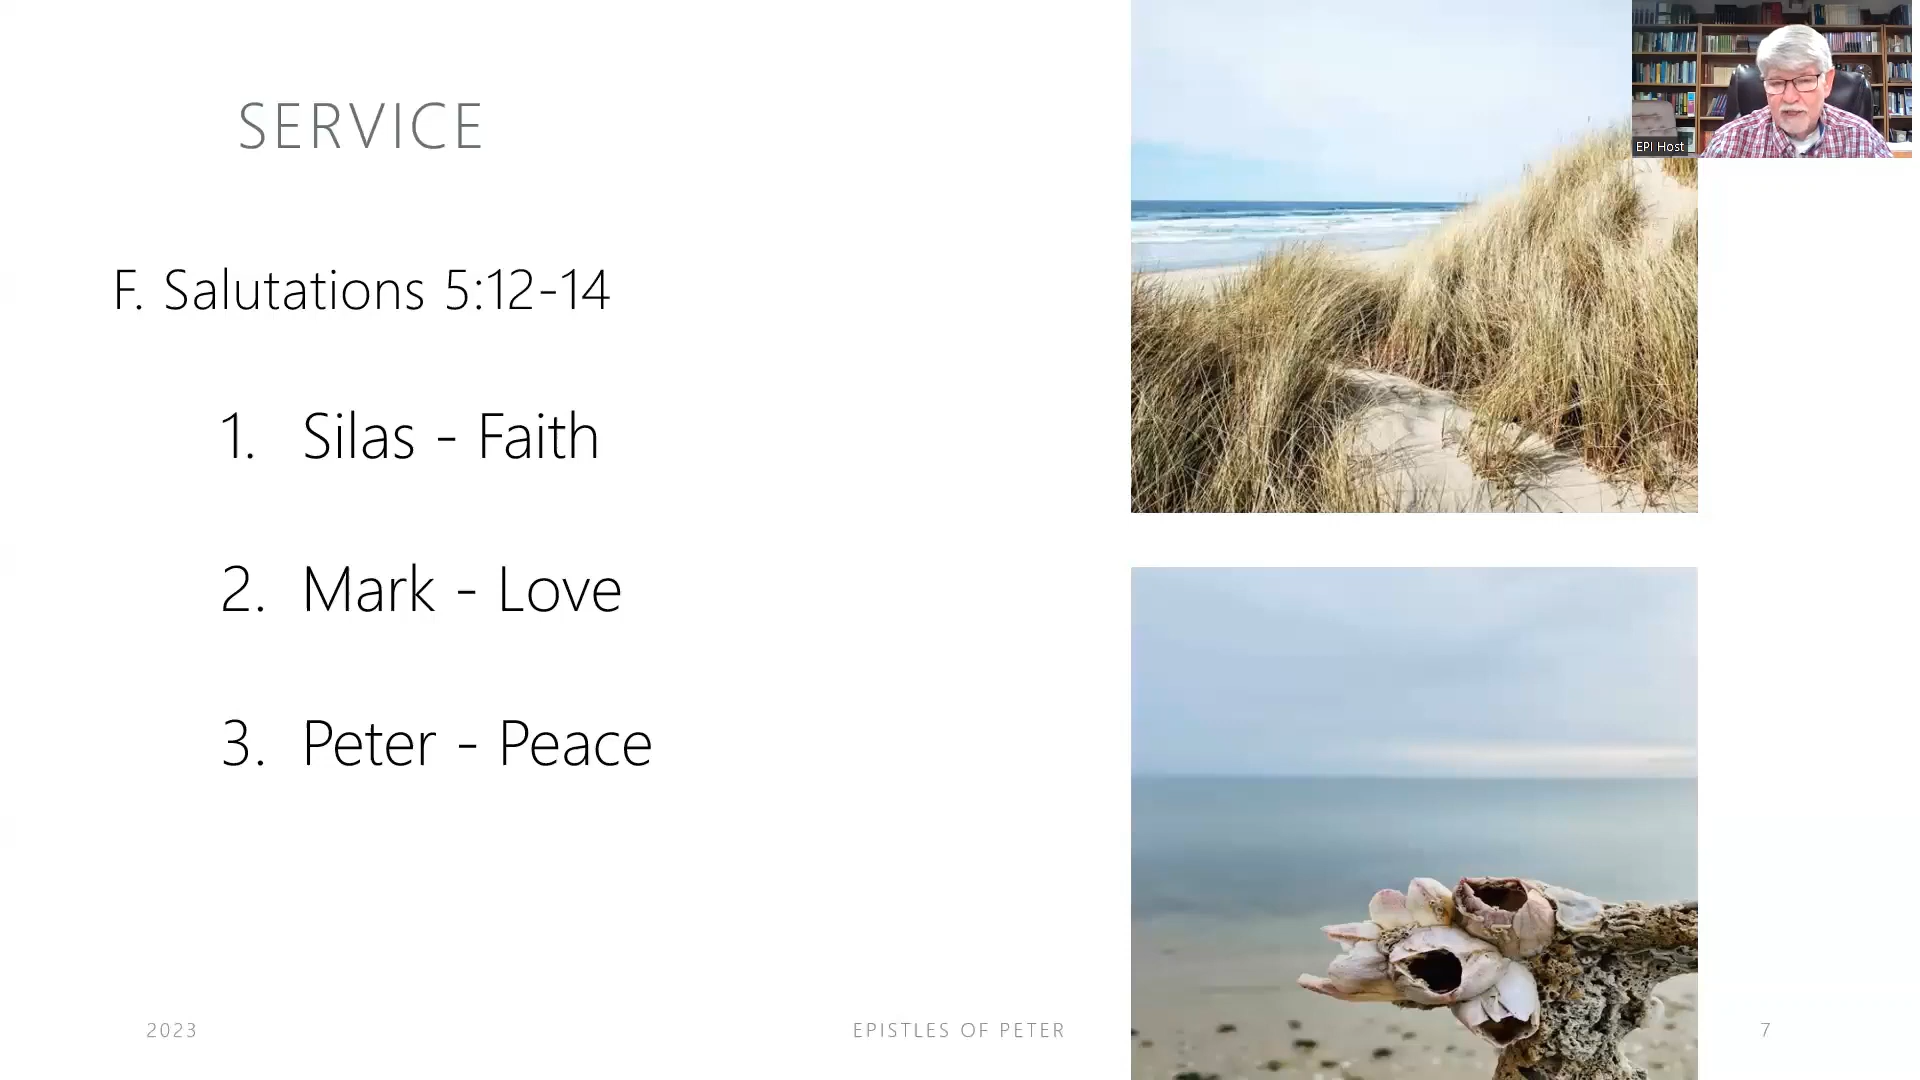 SERVICE
EPI Host
F. Salutations 5:12-14
1. Silas - Faith
2. Mark - Love
3. Peter - Peace
2023
EPISTLES OF PETER
7